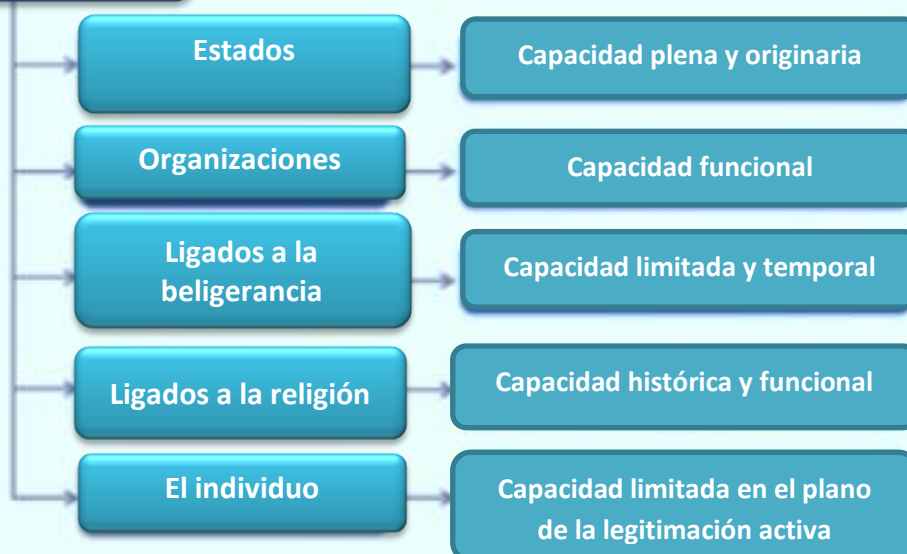 Estados
Capacidad plena y originaria
Organizaciones
Capacidad funcional
Ligados a la
beligerancia
Capacidad limitada y temporal
Ligados a la religión
Capacidad histórica y funcional
El individuo
Capacidad limitada en el plano
de la legitimación activa